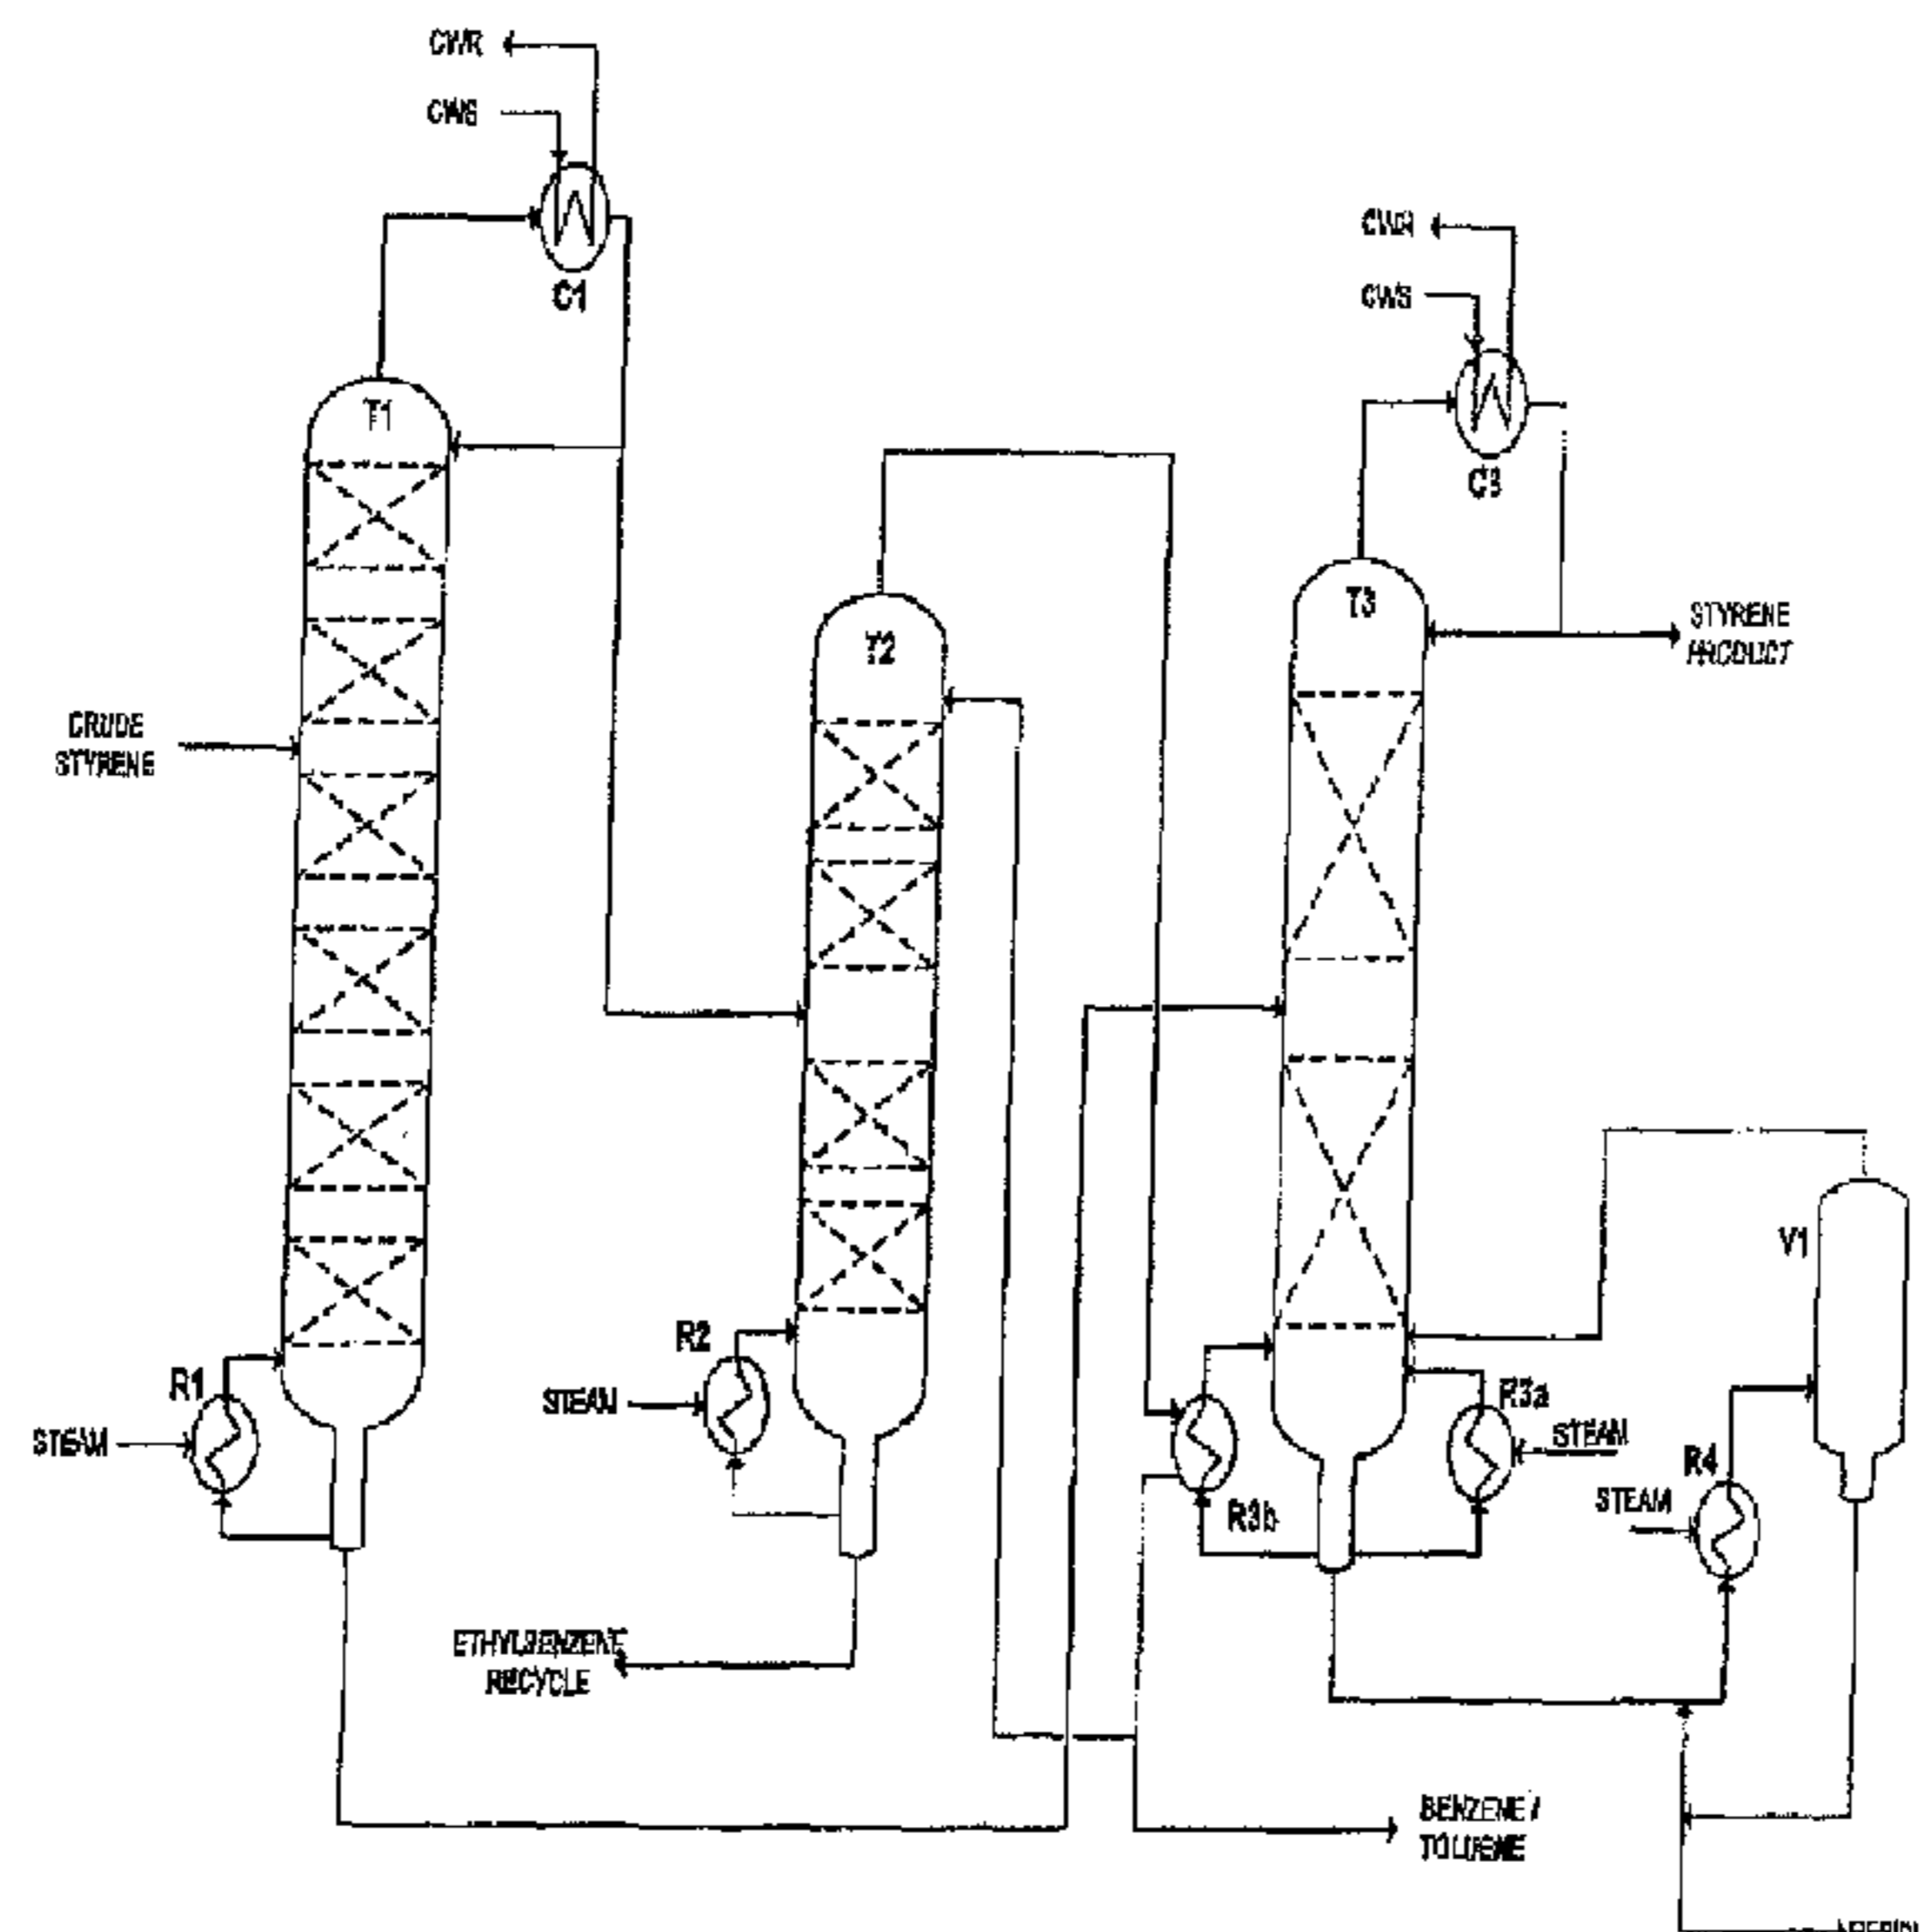 CWR
CWS
C1
CWR
CWS
C3
T1
T3
STYRENE
PRODUCT
T2
CRUDE
STYRENE
V1
R2
R1
R3a
STEAM
STEAM
STEAM
R4
STEAM
R3b
ETHYLBENZENE
RECYCLE
BENZENE /
TOLUENE